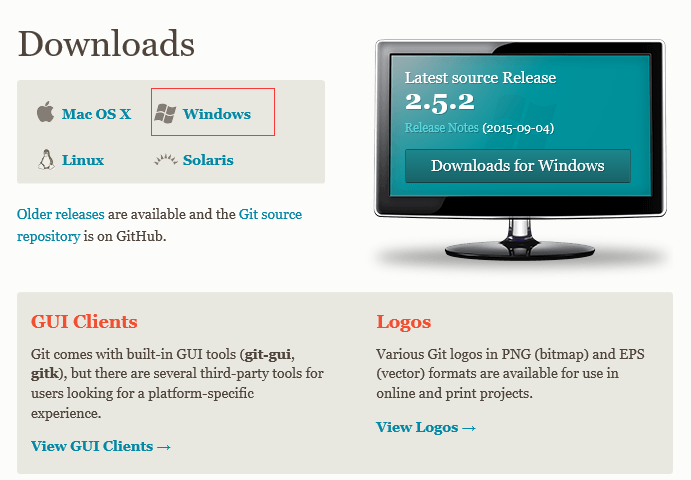 Downloads
Mac OS X
Windows
Linux
Solaris
Older releases are available and the Git source
repository is on GitHub.
Latest source Release
2.5.2
Release Notes (2015-09-04)
Downloads for Windows
GUI Clients
Git comes with built-in GUI tools (git-gui,
gitk), but there are several third-party tools for
users looking for a platform-specific
experience.
View GUI Clients →
Logos
Various Git logos in PNG (bitmap) and EPS
(vector) formats are available for use in
online and print projects.
View Logos →